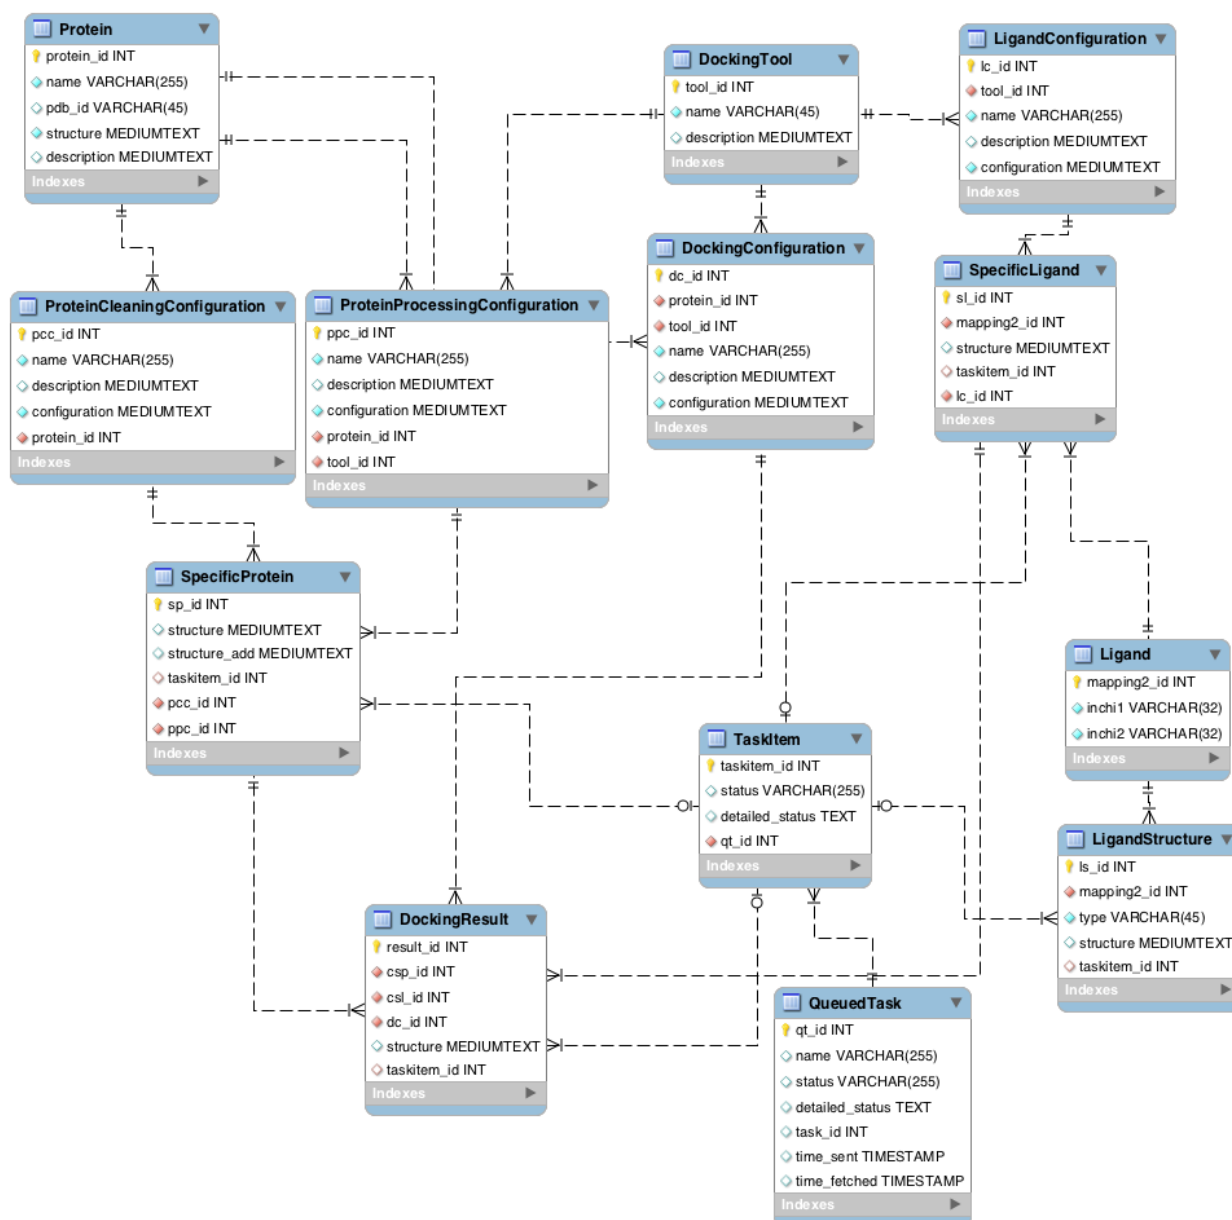 Protein
protein_id INT
name VARCHAR(255)
pdb_id VARCHAR(45)
structure MEDIUMTEXT
description MEDIUMTEXT
Indexes
DockingTool
tool_id INT
name VARCHAR(45)
description MEDIUMTEXT
Indexes
LigandConfiguration
lc_id INT
tool_id INT
name VARCHAR(255)
description MEDIUMTEXT
configuration MEDIUMTEXT
Indexes
ProteinCleaningConfiguration
pcc_id INT
name VARCHAR(255)
description MEDIUMTEXT
configuration MEDIUMTEXT
protein_id INT
Indexes
ProteinProcessingConfiguration
ppc_id INT
name VARCHAR(255)
description MEDIUMTEXT
configuration MEDIUMTEXT
protein_id INT
tool_id INT
Indexes
DockingConfiguration
dc_id INT
protein_id INT
tool_id INT
name VARCHAR(255)
description MEDIUMTEXT
configuration MEDIUMTEXT
Indexes
SpecificLigand
sl_id INT
mapping2_id INT
structure MEDIUMTEXT
taskitem_id INT
lc_id INT
Indexes
SpecificProtein
sp_id INT
structure MEDIUMTEXT
structure_add MEDIUMTEXT
taskitem_id INT
pcc_id INT
ppc_id INT
Indexes
TaskItem
taskitem_id INT
status VARCHAR(255)
detailed_status TEXT
qt_id INT
Indexes
Ligand
mapping2_id INT
inchi1 VARCHAR(32)
inchi2 VARCHAR(32)
Indexes
LigandStructure
ls_id INT
mapping2_id INT
type VARCHAR(45)
structure MEDIUMTEXT
taskitem_id INT
Indexes
DockingResult
result_id INT
csp_id INT
csl_id INT
dc_id INT
structure MEDIUMTEXT
taskitem_id INT
Indexes
QueuedTask
qt_id INT
name VARCHAR(255)
status VARCHAR(255)
detailed_status TEXT
task_id INT
time_sent TIMESTAMP
time_fetched TIMESTAMP
Indexes